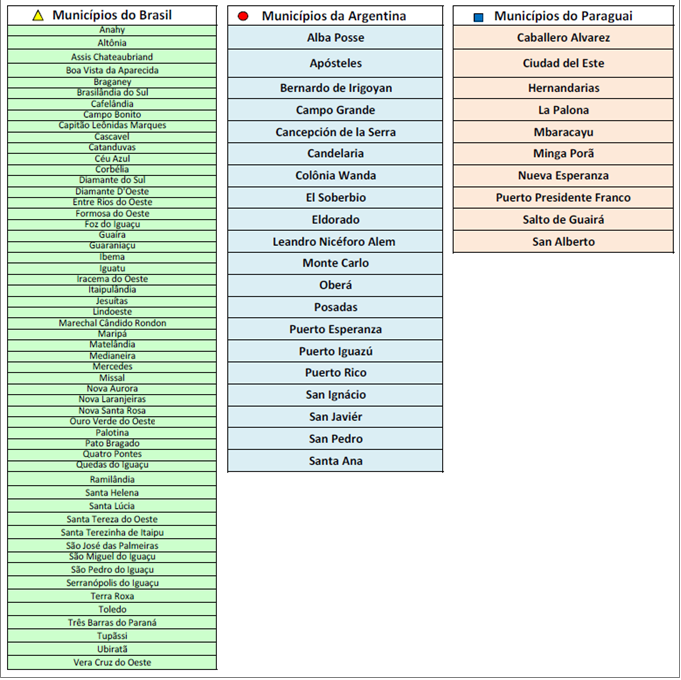 Municípios do Brasil
Anahy
Altônia
Assis Chateaubriand
Boa Vista da Aparecida
Braganey
Brasilândia do Sul
Cafelândia
Campo Bonito
Capitão Leônidas Marques
Cascavel
Catanduvas
Céu Azul
Corbélia
Diamante do Sul
Diamante D'Oeste
Entre Rios do Oeste
Formosa do Oeste
Foz do Iguaçu
Guaíra
Guaraniaçu
Ibema
Iguatu
Iracema do Oeste
Itaipulândia
Jesuítas
Lindoeste
Marechal Cândido Rondon
Maripá
Matelândia
Medianeira
Mercedes
Missal
Nova Aurora
Nova Laranjeiras
Nova Santa Rosa
Ouro Verde do Oeste
Palotina
Pato Bragado
Quatro Pontes
Quedas do Iguaçu
Ramilândia
Santa Helena
Santa Lúcia
Santa Tereza do Oeste
Santa Terezinha de Itaipu
São José das Palmeiras
São Miguel do Iguaçu
São Pedro do Iguaçu
Serranópolis do Iguaçu
Terra Roxa
Toledo
Três Barras do Paraná
Tupãssi
Ubiratã
Vera Cruz do Oeste
Municípios da Argentina
Alba Posse
Apósteles
Bernardo de Irigoyan
Campo Grande
Cancepción de la Serra
Candelaria
Colônia Wanda
El Soberbio
Eldorado
Leandro Nicéforo Alem
Monte Carlo
Oberá
Posadas
Puerto Esperanza
Puerto Iguazú
Puerto Rico
San Ignácio
San Javiér
San Pedro
Santa Ana
Municípios do Paraguai
Caballero Alvarez
Ciudad del Este
Hernandarias
La Palona
Mbaracayu
Minga Porã
Nueva Esperanza
Puerto Presidente Franco
Salto de Guairá
San Alberto